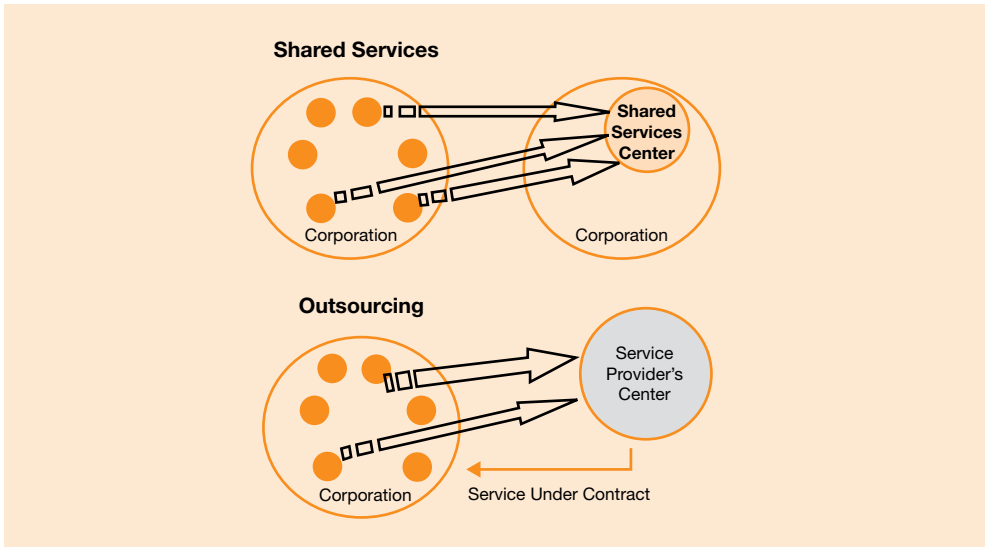 Shared Services
Shared
Services
Center
Corporation
Corporation
Outsourcing
Service
Provider's
Center
Corporation
Service Under Contract